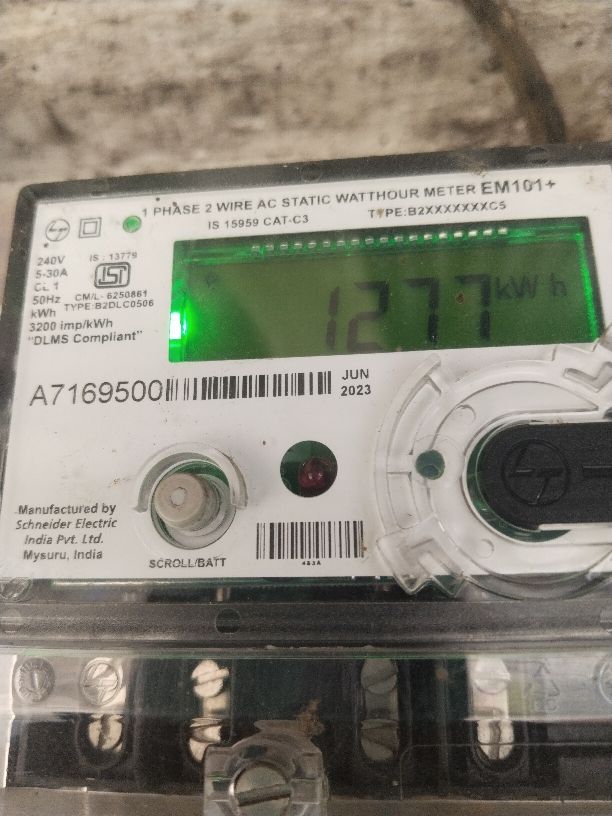 1 PHASE 2 WIRE AC STATIC WATTHOUR METER EM101+
IS 15959 CAT-C3
TYPE:B2XXXXXXXC5
240V
5-30A
CL 1
50Hz
kWh
3200 imp/kWh
"DLMS Compliant"
IS : 13779
ISI
CM/L- 6250861
TYPE:B2DLC0506
1277 kWh
A7169500
JUN
2023
Manufactured by
Schneider Electric
India Pvt. Ltd.
Mysuru, India
SCROLL/BATT
LT